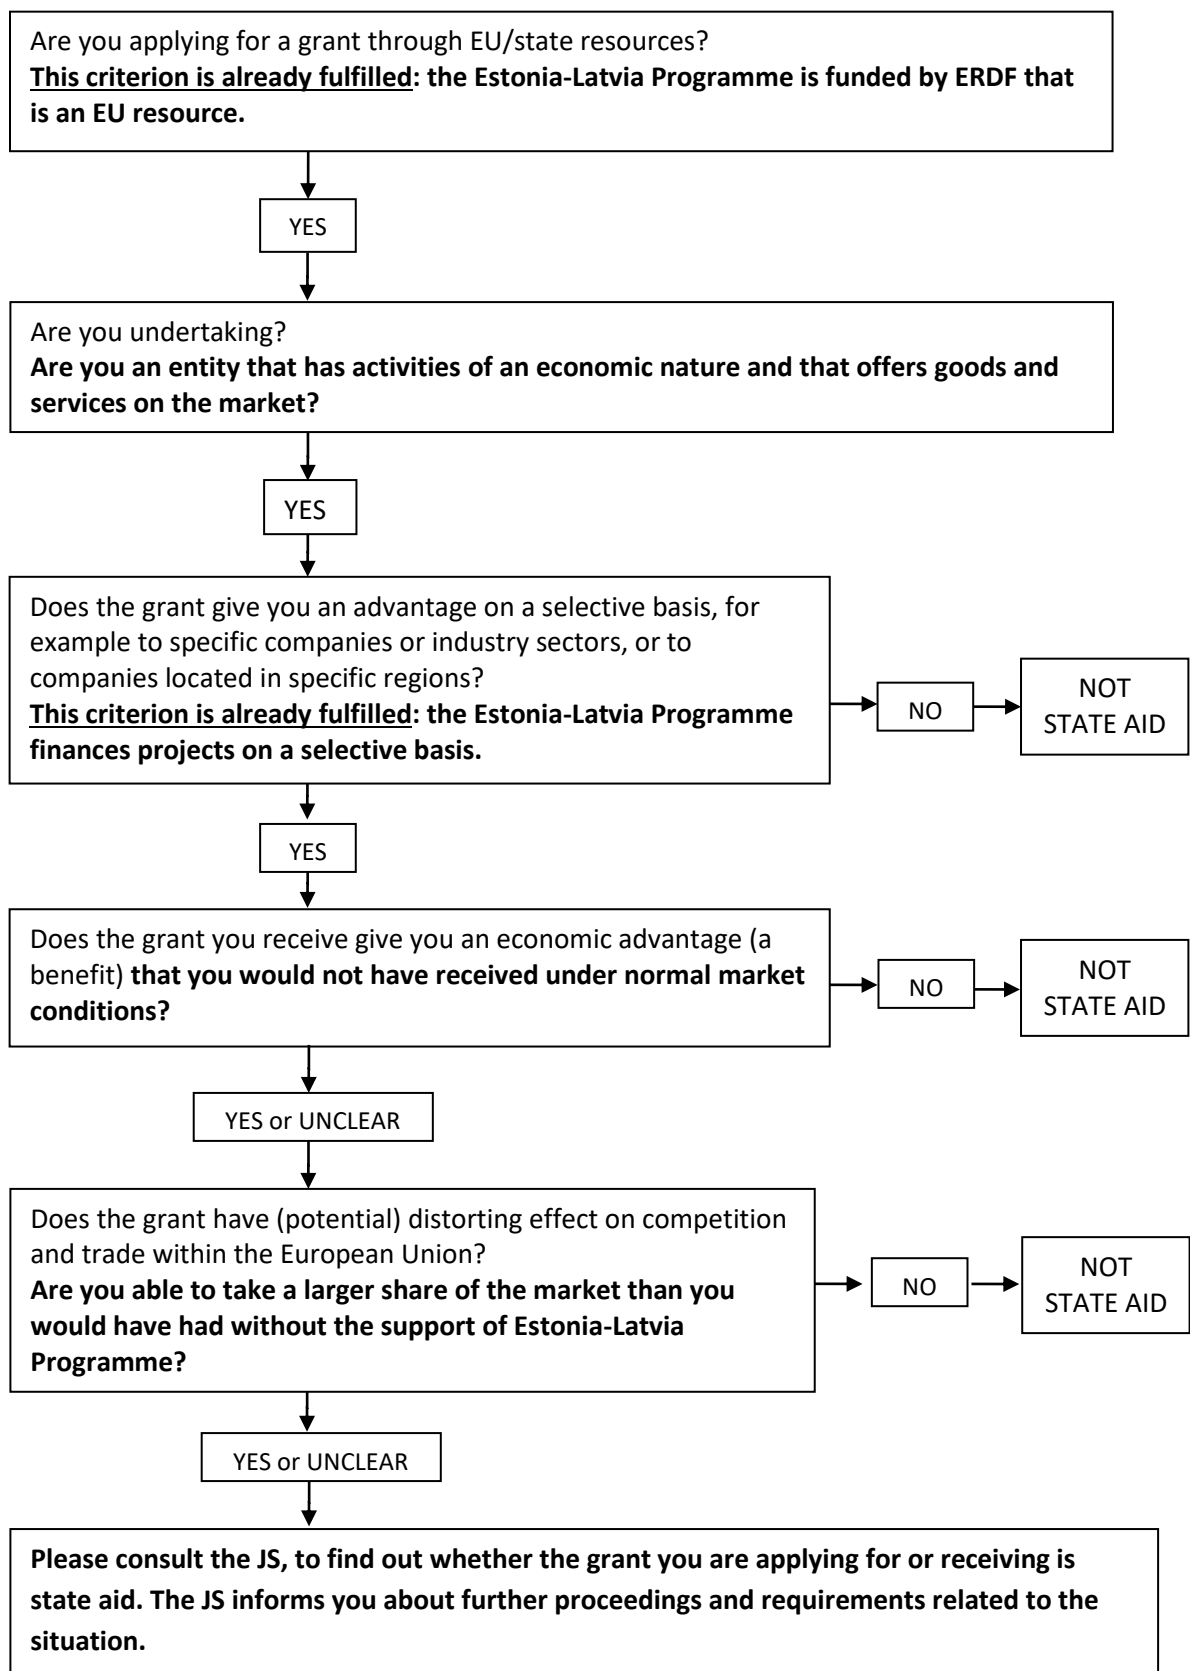 Are you applying for a grant through EU/state resources?
This criterion is already fulfilled: the Estonia-Latvia Programme is funded by ERDF that
is an EU resource.
YES
Are you undertaking?
Are you an entity that has activities of an economic nature and that offers goods and
services on the market?
YES
Does the grant give you an advantage on a selective basis, for
example to specific companies or industry sectors, or to
companies located in specific regions?
This criterion is already fulfilled: the Estonia-Latvia Programme
finances projects on a selective basis.
NO
NOT
STATE AID
YES
Does the grant you receive give you an economic advantage (a
benefit) that you would not have received under normal market
conditions?
NO
NOT
STATE AID
YES or UNCLEAR
Does the grant have (potential) distorting effect on competition
and trade within the European Union?
Are you able to take a larger share of the market than you
would have had without the support of Estonia-Latvia
Programme?
NO
NOT
STATE AID
YES or UNCLEAR
Please consult the JS, to find out whether the grant you are applying for or receiving is
state aid. The JS informs you about further proceedings and requirements related to the
situation.